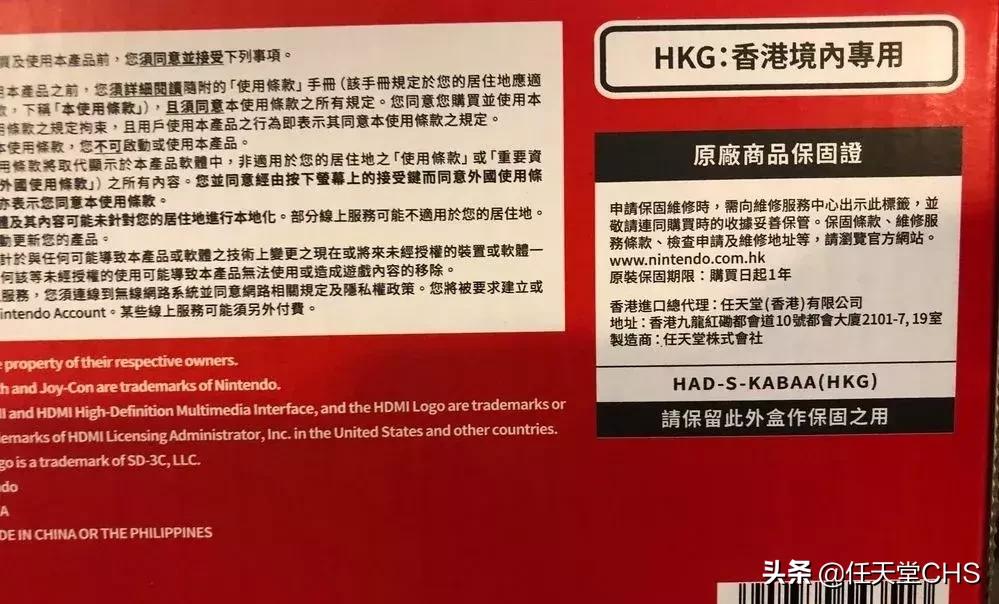 買及使用本產品前，您須同意並接受下列事項。
用本產品之前，您須詳細閱讀隨附的「使用條款」手冊（該手冊規定於您的居住地應適
款，下稱「本使用條款」），且須同意本使用條款之所有規定。您同意您購買並使用本
用條款之規定拘束，且用戶使用本產品之行為即表示其同意本使用條款之規定。
本使用條款，您不可啟動或使用本產品。
用條款將取代顯示於本產品軟體中，非適用於您的居住地之「使用條款」或「重要資
外國使用條款」）之所有內容。您並同意經由按下螢幕上的接受鍵而同意外國使用條
亦表示您同意本使用條款。
體及其內容可能未針對您的居住地進行本地化。部分線上服務可能不適用於您的居住地。
動更新您的產品。
計於與任何可能導致本產品或軟體之技術上變更之現在或將來未經授權的裝置或軟體一
何該等未經授權的使用可能導致本產品無法使用或造成遊戲內容的移除。
服務，您須連線到無線網路系統並同意網路相關規定及隱私權政策。您將被要求建立或
intendo Account。某些線上服務可能須另外付費。
e property of their respective owners.
h and Joy-Con are trademarks of Nintendo.
I and HDMI High-Definition Multimedia Interface, and the HDMI Logo are trademarks or
emarks of HDMI Licensing Administrator, Inc. in the United States and other countries.
go is a trademark of SD-3C, LLC.
do
A
DE IN CHINA OR THE PHILIPPINES
HKG：香港境內專用
原廠商品保固證
申請保固維修時，需向維修服務中心出示此標籤，並
敬請連同購買時的收據妥善保管。保固條款、維修服
務條款、檢查申請及維修地址等，請瀏覽官方網站。
www.nintendo.com.hk
原裝保固期限：購買日起1年
香港進口總代理：任天堂（香港）有限公司
地址：香港九龍紅磡都會道10號都會大廈2101-7, 19室
製造商：任天堂株式會社
HAD-S-KABAA(HKG)
請保留此外盒作保固之用
头条 @任天堂CHS